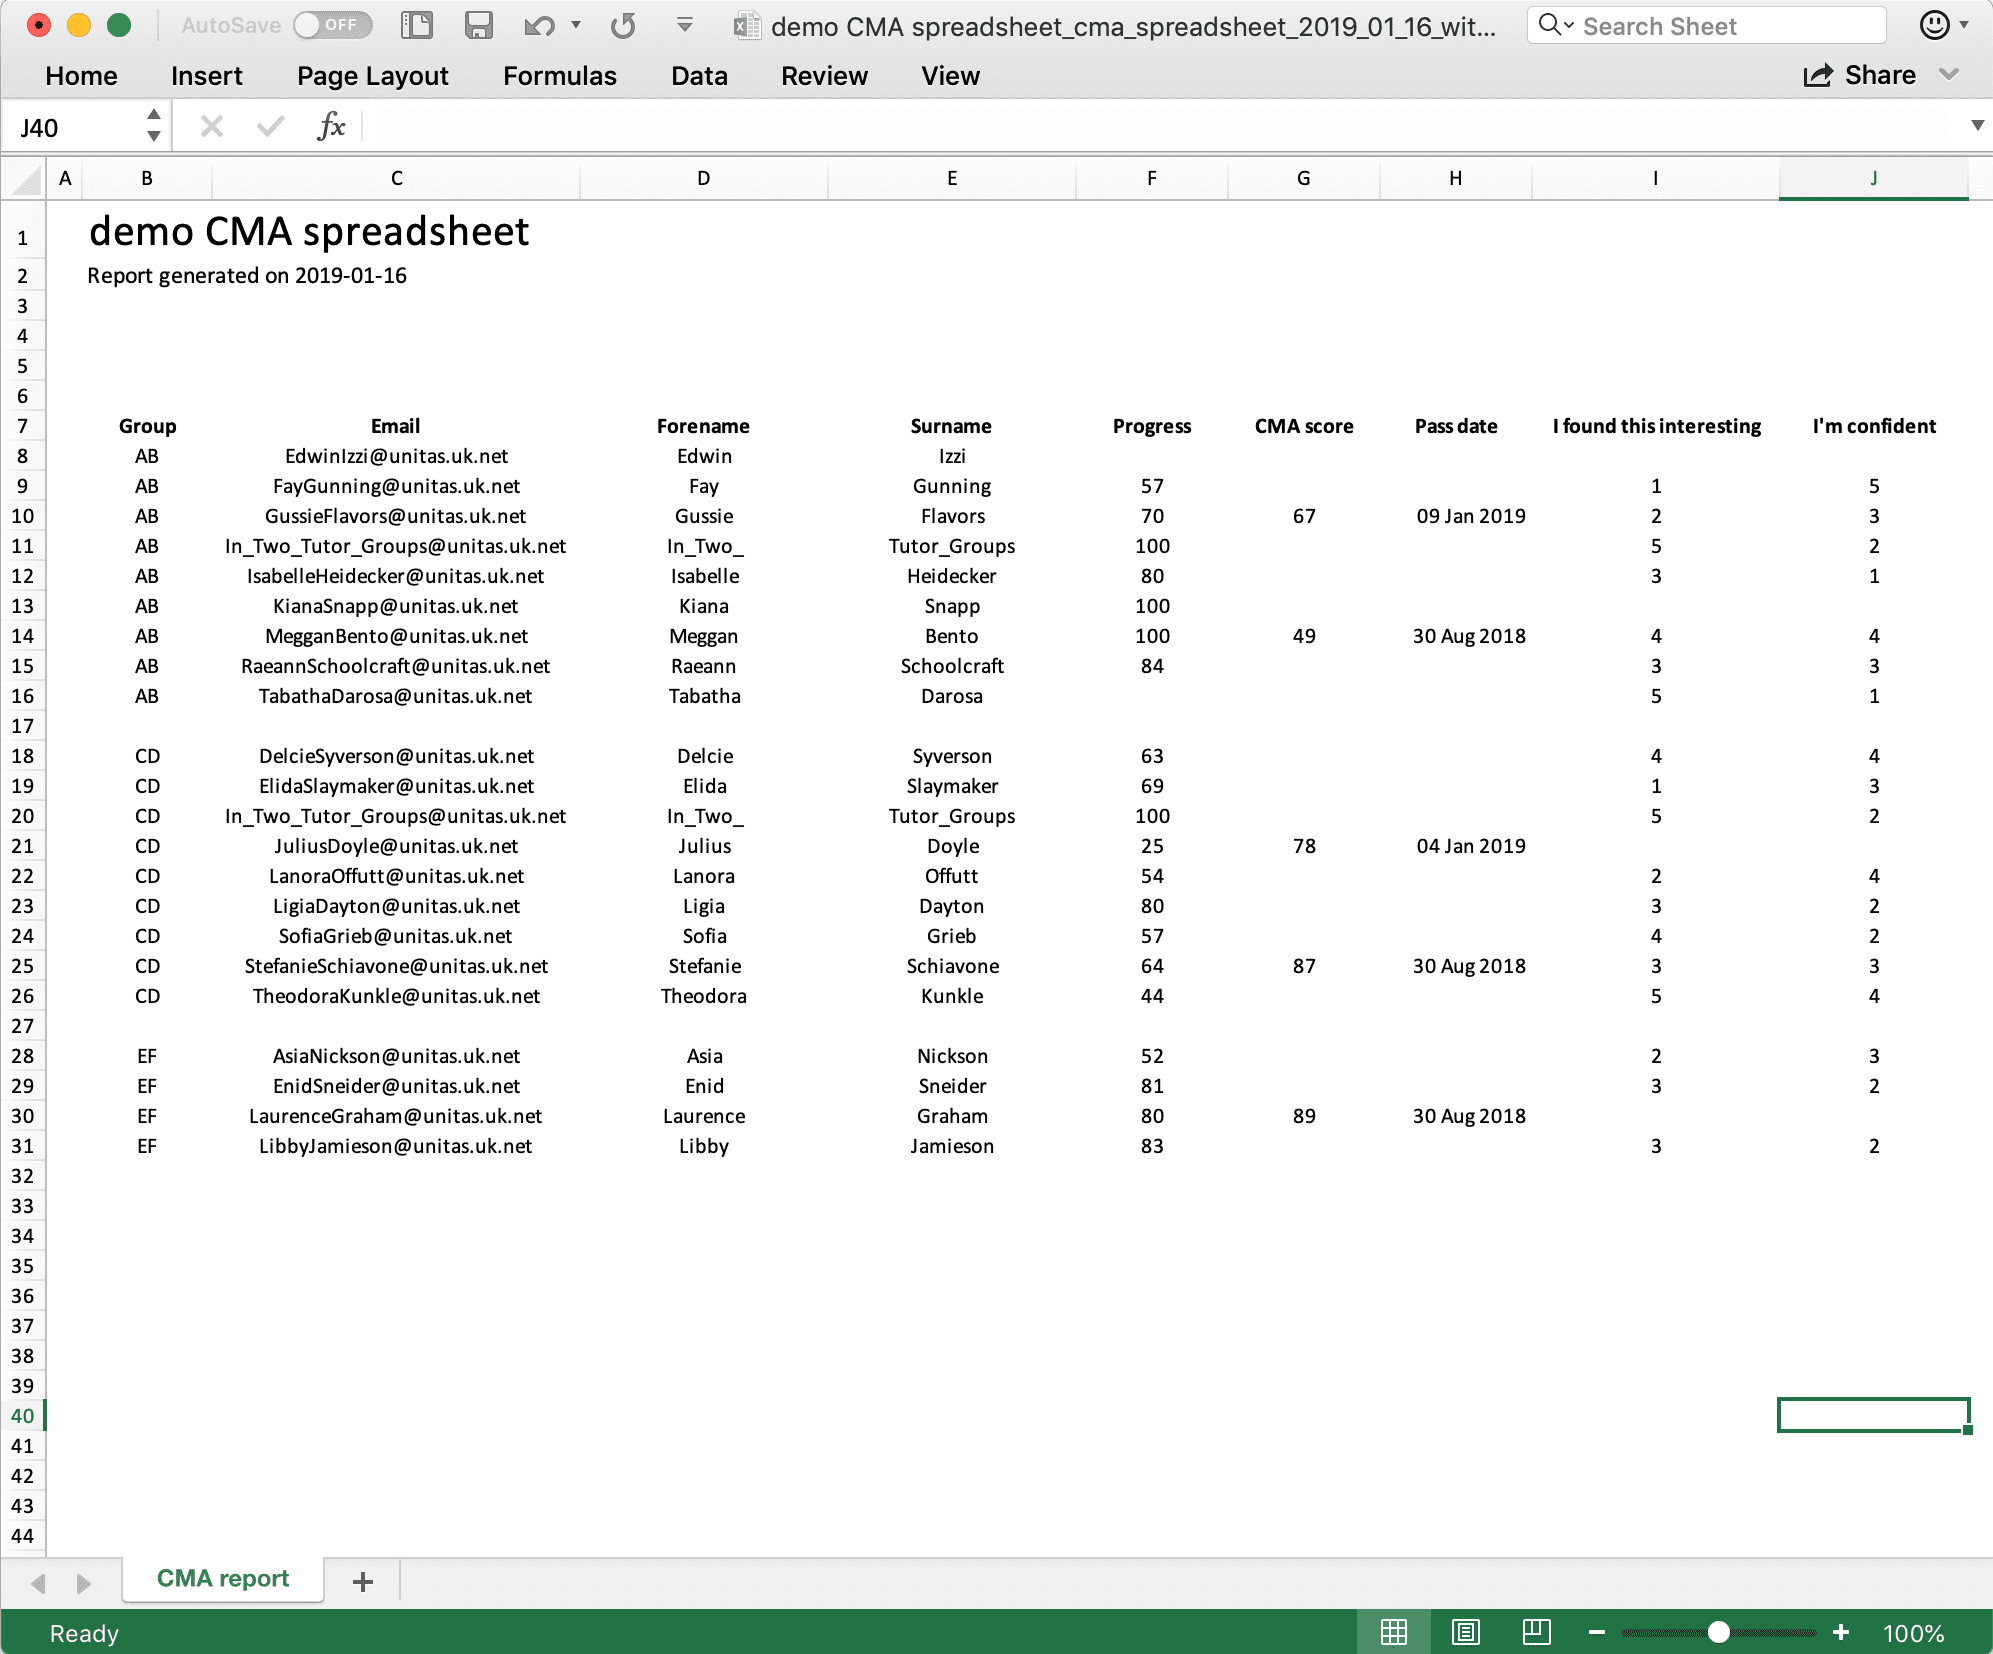 AutoSave OFF demo CMA spreadsheet_cma_spreadsheet_2019_01_16_wit... Search Sheet
Home Insert Page Layout Formulas Data Review View Share
J40 fx
A B C D E F G H I J
1 demo CMA spreadsheet
2 Report generated on 2019-01-16
3
4
5
6
7 Group Email Forename Surname Progress CMA score Pass date I found this interesting I'm confident
8 AB EdwinIzzi@unitas.uk.net Edwin Izzi
9 AB FayGunning@unitas.uk.net Fay Gunning 57 1 5
10 AB GussieFlavors@unitas.uk.net Gussie Flavors 70 67 09 Jan 2019 2 3
11 AB In_Two_Tutor_Groups@unitas.uk.net In_Two_ Tutor_Groups 100 5 2
12 AB IsabelleHeidecker@unitas.uk.net Isabelle Heidecker 80 3 1
13 AB KianaSnapp@unitas.uk.net Kiana Snapp 100
14 AB MegganBento@unitas.uk.net Meggan Bento 100 49 30 Aug 2018 4 4
15 AB RaeannSchoolcraft@unitas.uk.net Raeann Schoolcraft 84 3 3
16 AB TabathaDarosa@unitas.uk.net Tabatha Darosa 5 1
17
18 CD DelcieSyverson@unitas.uk.net Delcie Syverson 63 4 4
19 CD ElidaSlaymaker@unitas.uk.net Elida Slaymaker 69 1 3
20 CD In_Two_Tutor_Groups@unitas.uk.net In_Two_ Tutor_Groups 100 5 2
21 CD JuliusDoyle@unitas.uk.net Julius Doyle 25 78 04 Jan 2019
22 CD LanoraOffutt@unitas.uk.net Lanora Offutt 54 2 4
23 CD LigiaDayton@unitas.uk.net Ligia Dayton 80 3 2
24 CD SofiaGrieb@unitas.uk.net Sofia Grieb 57 4 2
25 CD StefanieSchiavone@unitas.uk.net Stefanie Schiavone 64 87 30 Aug 2018 3 3
26 CD TheodoraKunkle@unitas.uk.net Theodora Kunkle 44 5 4
27
28 EF AsiaNickson@unitas.uk.net Asia Nickson 52 2 3
29 EF EnidSneider@unitas.uk.net Enid Sneider 81 3 2
30 EF LaurenceGraham@unitas.uk.net Laurence Graham 80 89 30 Aug 2018
31 EF LibbyJamieson@unitas.uk.net Libby Jamieson 83 3 2
32
33
34
35
36
37
38
39
40
41
42
43
44
CMA report +
Ready 100%